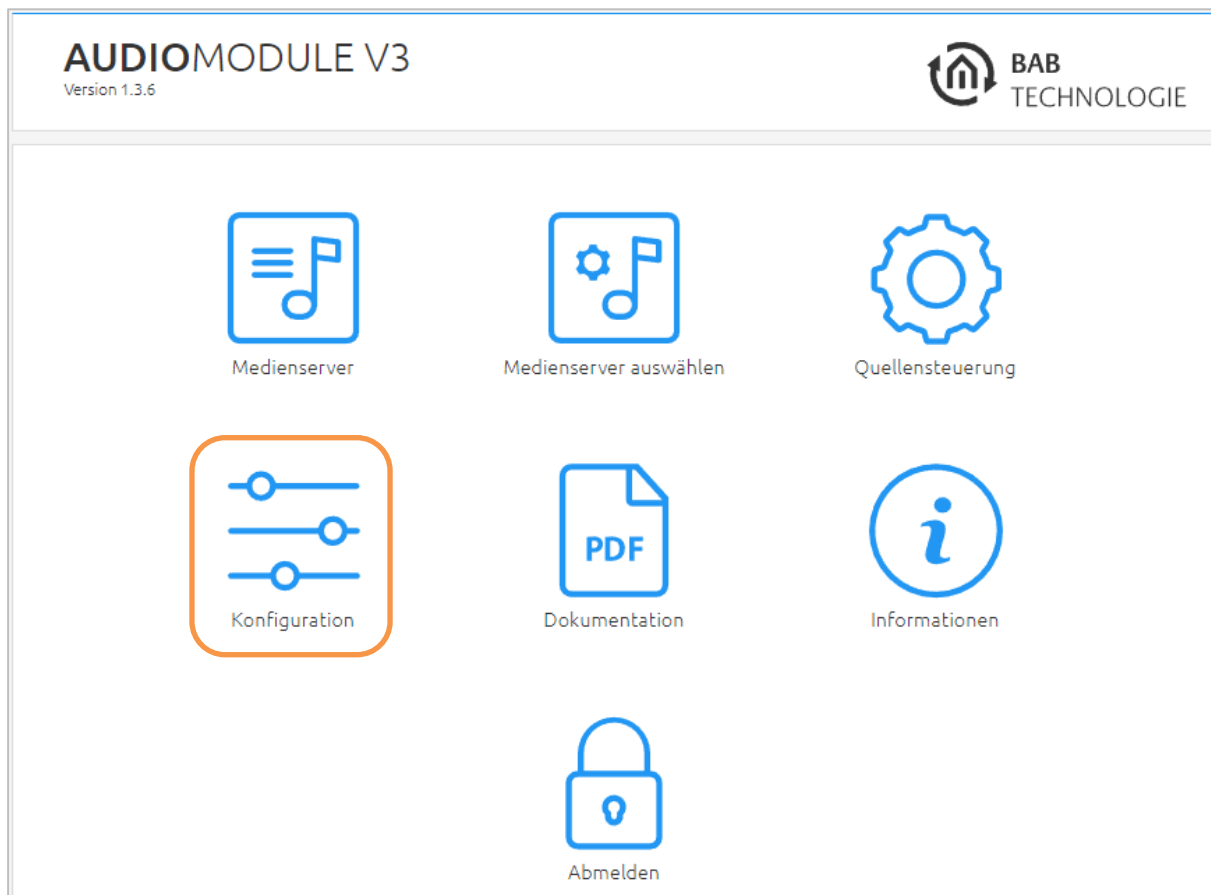 AUDIOMODULE V3
Version 1.3.6
BAB
TECHNOLOGIE
Medienserver
Medienserver auswählen
Quellensteuerung
Konfiguration
PDF
Dokumentation
i
Informationen
Abmelden